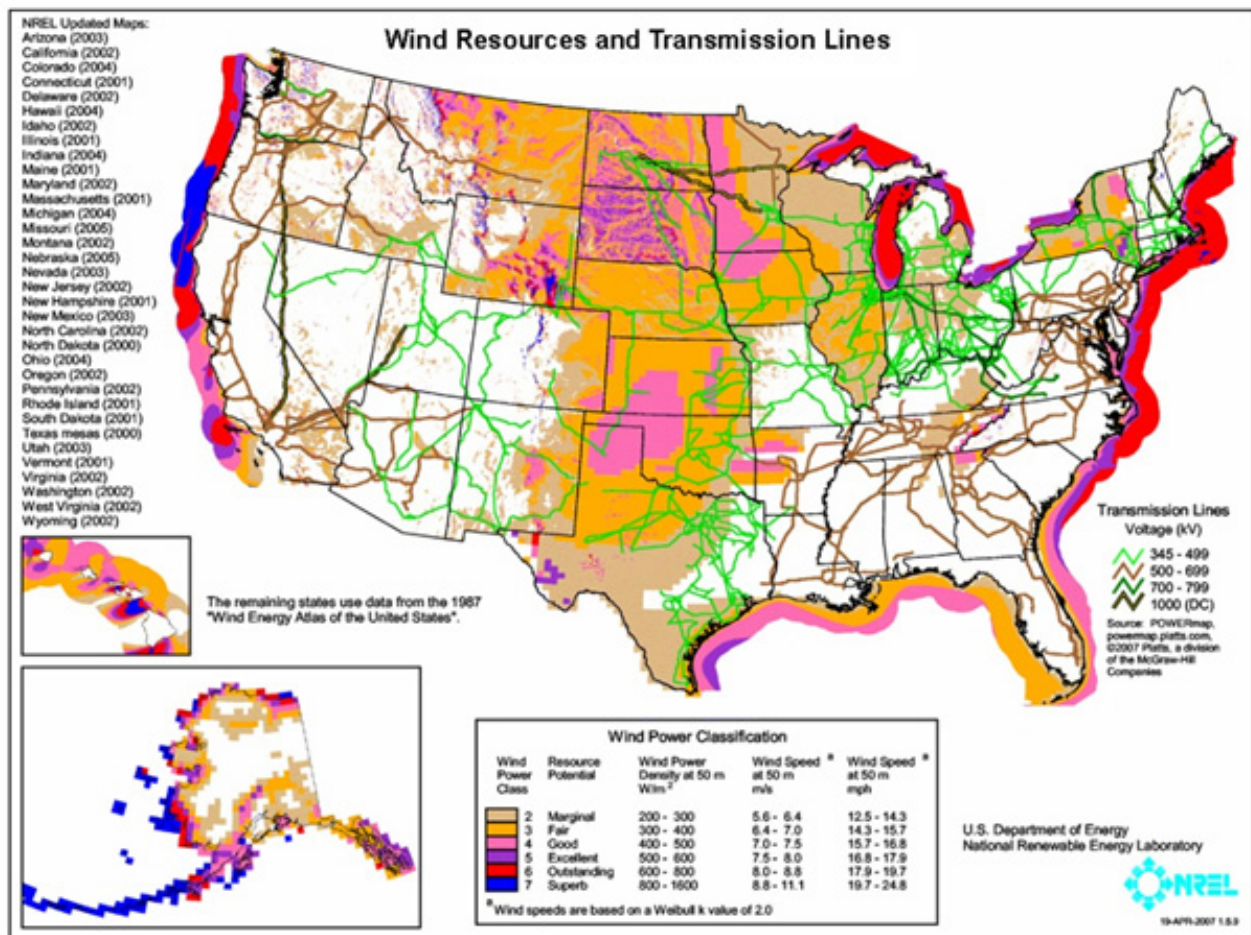 Wind Resources and Transmission Lines
NREL Updated Maps:
Arizona (2003)
California (2002)
Colorado (2004)
Connecticut (2001)
Delaware (2002)
Hawaii (2004)
Idaho (2002)
Illinois (2001)
Indiana (2004)
Maine (2001)
Maryland (2002)
Massachusetts (2001)
Michigan (2004)
Missouri (2005)
Montana (2002)
Nebraska (2005)
Nevada (2003)
New Jersey (2002)
New Hampshire (2001)
New Mexico (2003)
North Carolina (2002)
North Dakota (2000)
Ohio (2004)
Oregon (2002)
Pennsylvania (2002)
Rhode Island (2001)
South Dakota (2001)
Texas mesas (2000)
Utah (2003)
Vermont (2001)
Virginia (2002)
Washington (2002)
West Virginia (2002)
Wyoming (2002)
The remaining states use data from the 1987
"Wind Energy Atlas of the United States".
Transmission Lines
Voltage (kV)
345 - 499
500 - 699
700 - 799
1000 (DC)
Source: POWERmap,
powermap.platts.com,
©2007 Platts, a division
of the McGraw-Hill
Companies
Wind Power Classification
Wind Resource Wind Power Wind Speed a Wind Speed a
Power Potential Density at 50 m at 50 m at 50 m
Class W/m 2 m/s mph
2 Marginal 200 - 300 5.6 - 6.4 12.5 - 14.3
3 Fair 300 - 400 6.4 - 7.0 14.3 - 15.7
4 Good 400 - 500 7.0 - 7.5 15.7 - 16.8
5 Excellent 500 - 600 7.5 - 8.0 16.8 - 17.9
6 Outstanding 600 - 800 8.0 - 8.8 17.9 - 19.7
7 Superb 800 - 1600 8.8 - 11.1 19.7 - 24.8
a Wind speeds are based on a Weibull k value of 2.0
U.S. Department of Energy
National Renewable Energy Laboratory
NREL
19-APR-2007 1.8.9